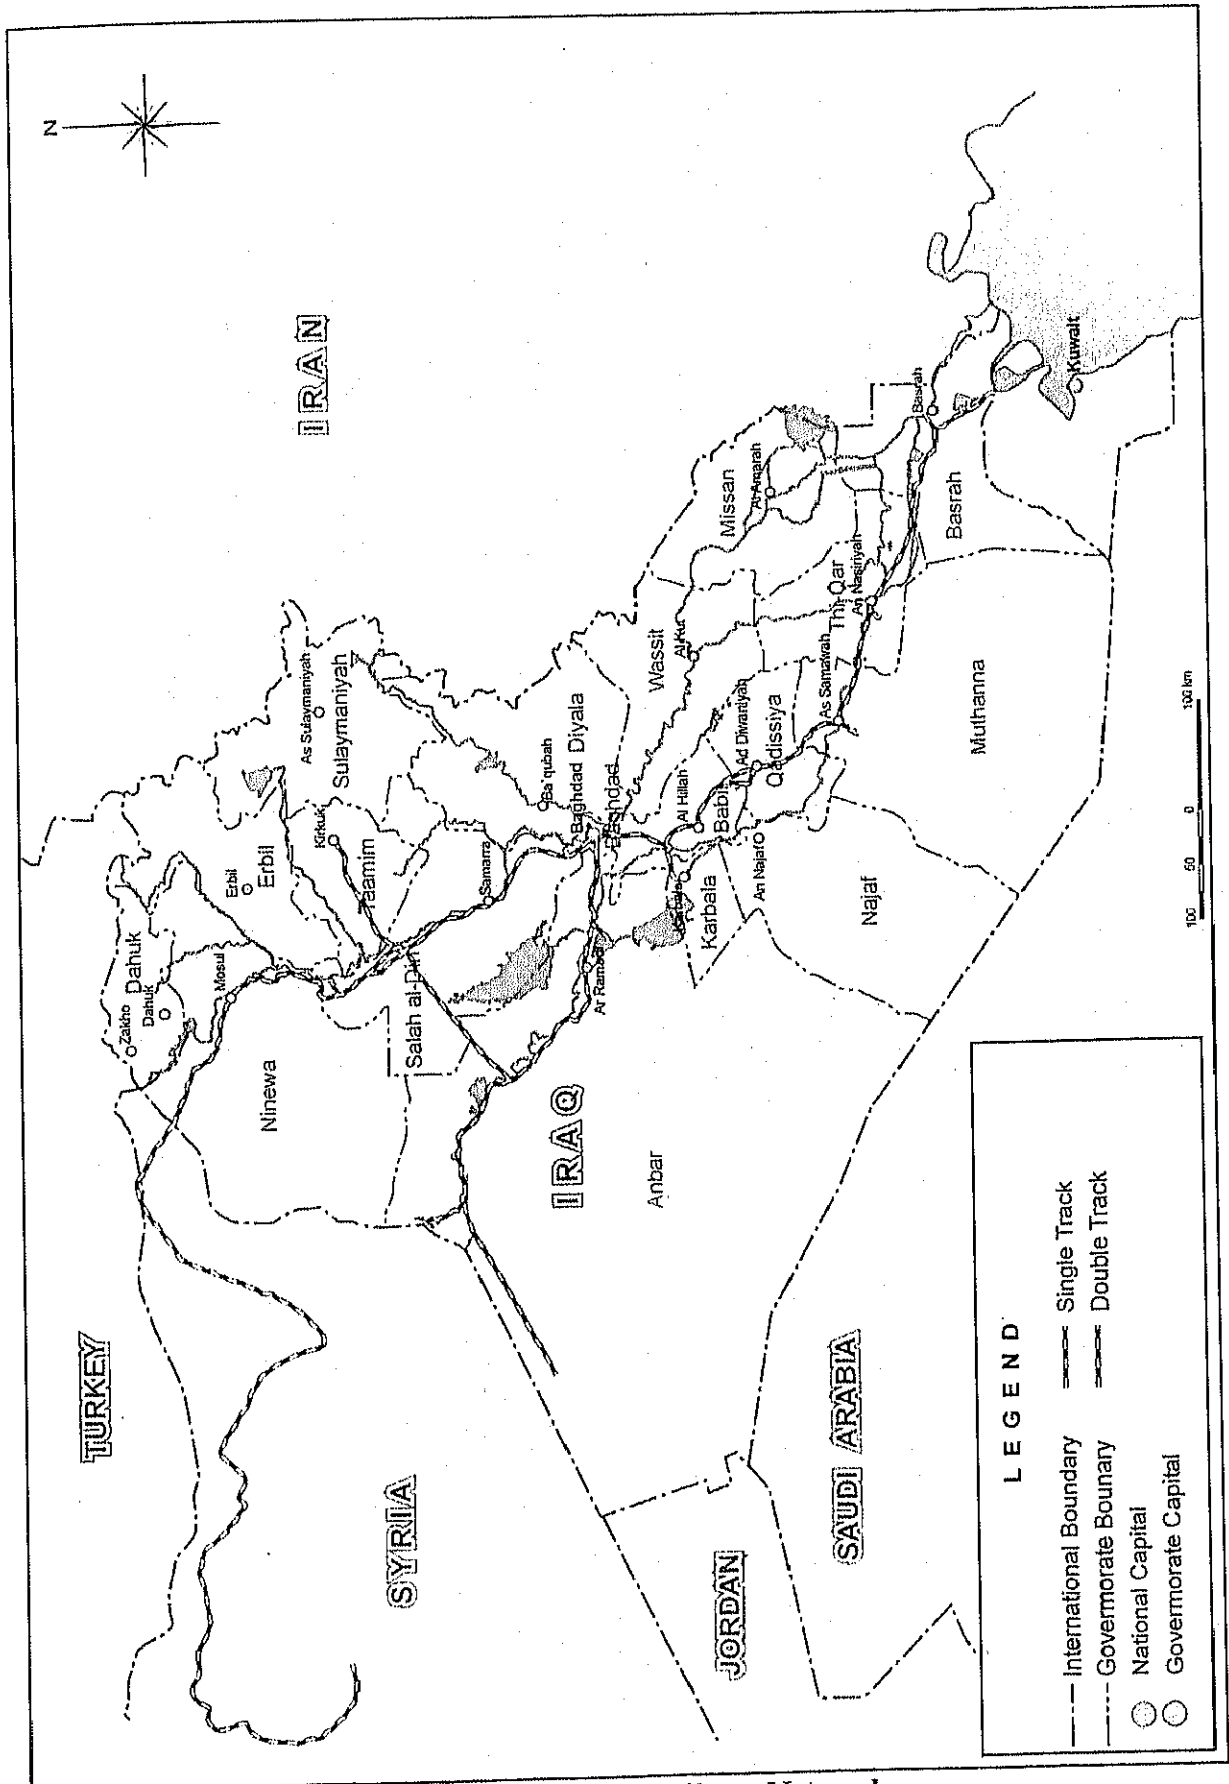 N
TURKEY
IRAN
SYRIA
IRAQ
JORDAN
SAUDI ARABIA
Zakho
Dahuk
Dahuk
Mosul
Ninewa
Erbil
Erbil
As Sulaymaniyah
Sulaymaniyah
Kirkuk
Taamim
Salah al-Din
Samarra
Ba'qubah
Diyala
Baghdad
Baghdad
Ar Ramadi
Anbar
Wassit
Al Kut
Al Hillah
Babil
Karbala
Ad Diwaniyah
Qadissiya
An Najaf
Najaf
As Samawah
Muthanna
Missan
Al Amarah
Thi-Qar
An Nasiriyah
Basrah
Basrah
Kuwait
100 50 0 100 km
LEGEND
International Boundary
Governorate Bounary
National Capital
Governorate Capital
Single Track
Double Track